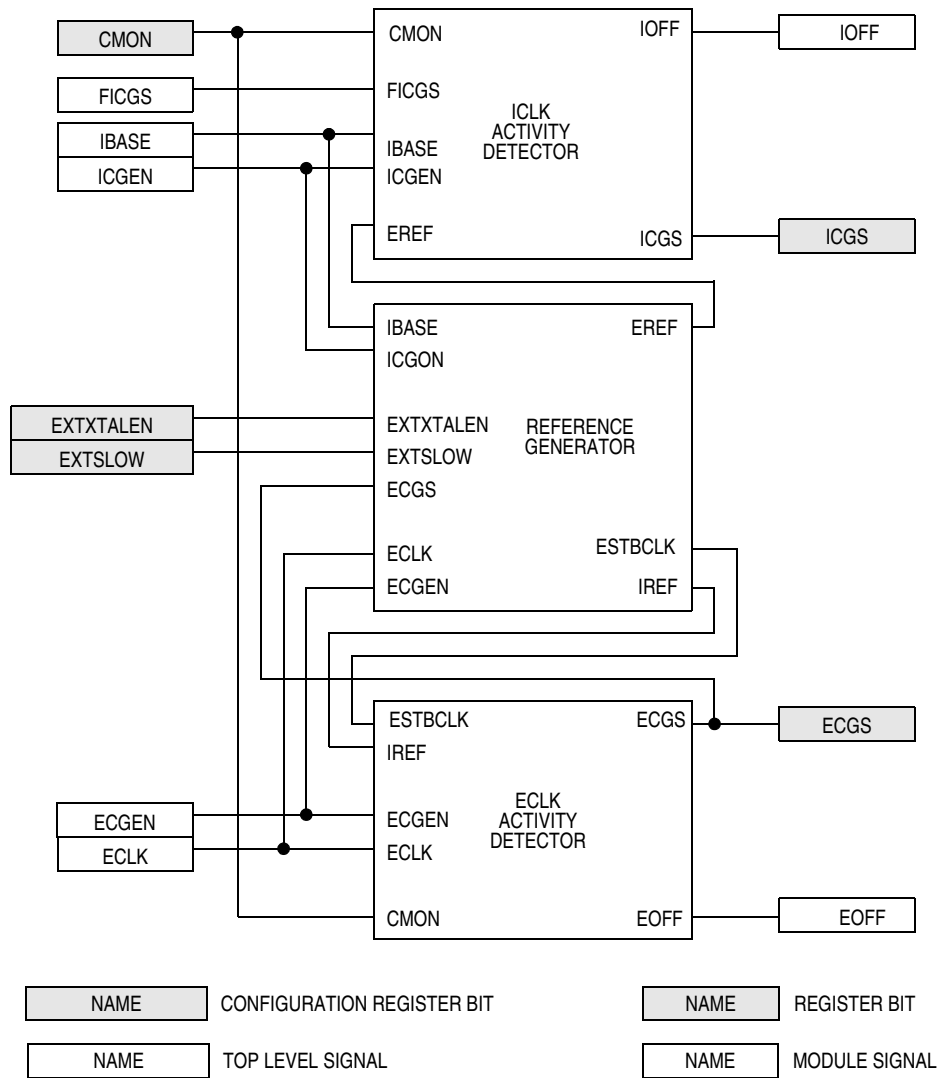 CMON
FICGS
IBASE
ICGEN
CMON
FICGS
IBASE
ICGEN
EREF
ICLK
ACTIVITY
DETECTOR
IOFF
ICGS
IOFF
ICGS
EXTXTALEN
EXTSLOW
IBASE
ICGON
EXTXTALEN
EXTSLOW
ECGS
ECLK
ECGEN
REFERENCE
GENERATOR
EREF
ESTBCLK
IREF
ECGEN
ECLK
ESTBCLK
IREF
ECGEN
ECLK
CMON
ECLK
ACTIVITY
DETECTOR
ECGS
EOFF
ECGS
EOFF
NAME CONFIGURATION REGISTER BIT
NAME REGISTER BIT
NAME TOP LEVEL SIGNAL
NAME MODULE SIGNAL